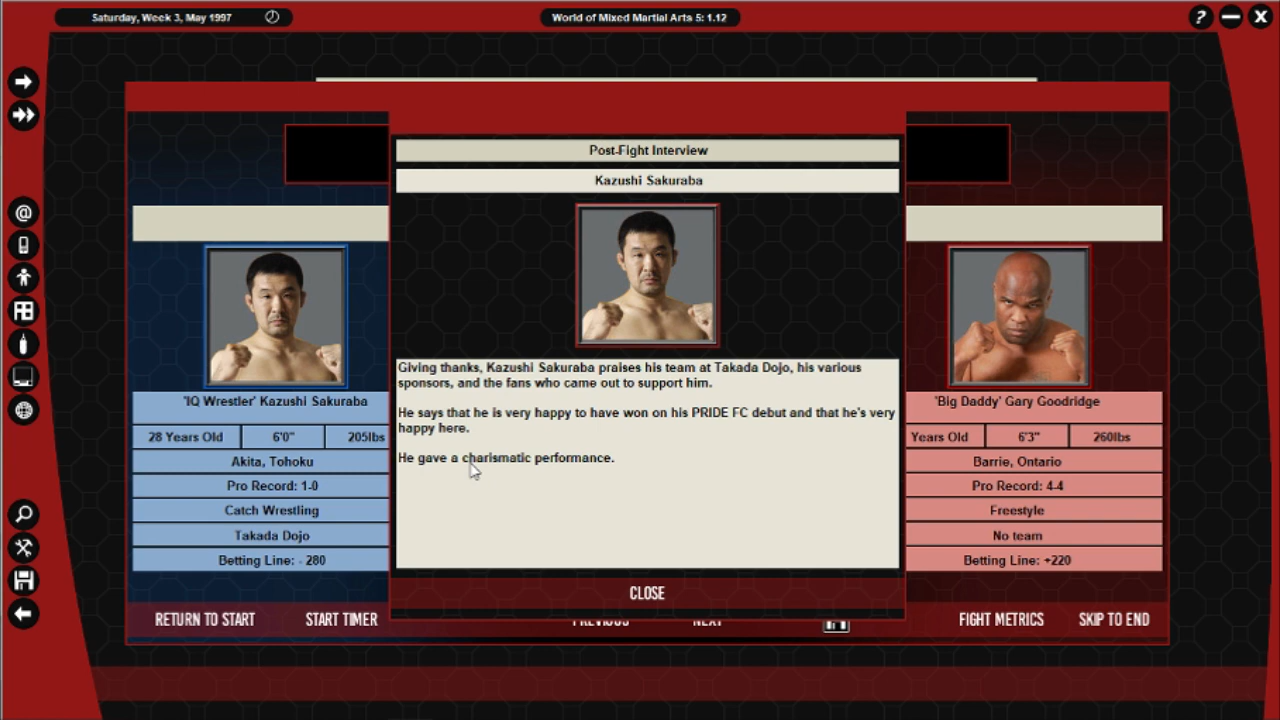 Saturday, Week 3, May 1997
World of Mixed Martial Arts 5: 1.12
?
X
@
Post-Fight Interview
Kazushi Sakuraba
Giving thanks, Kazushi Sakuraba praises his team at Takada Dojo, his various
sponsors, and the fans who came out to support him.
He says that he is very happy to have won on his PRIDE FC debut and that he's very
happy here.
He gave a charismatic performance.
CLOSE
'IQ Wrestler' Kazushi Sakuraba
28 Years Old 6'0" 205lbs
Akita, Tohoku
Pro Record: 1-0
Catch Wrestling
Takada Dojo
Betting Line: - 280
'Big Daddy' Gary Goodridge
Years Old 6'3" 260lbs
Barrie, Ontario
Pro Record: 4-4
Freestyle
No team
Betting Line: +220
RETURN TO START START TIMER PREVIOUS NEXT FIGHT METRICS SKIP TO END